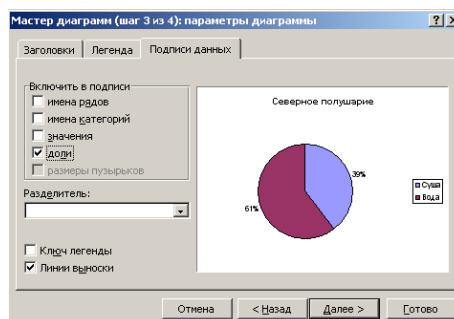 Мастер диаграмм (шаг 3 из 4): параметры диаграммы
Заголовки Легенда Подписи данных
Включить в подписи
имена рядов
имена категорий
значения
доли
размеры пузырьков
Разделитель:
Ключ легенды
Линии выноски
Северное полушарие
39%
61%
Суша
Вода
Отмена < Назад Далее > Готово